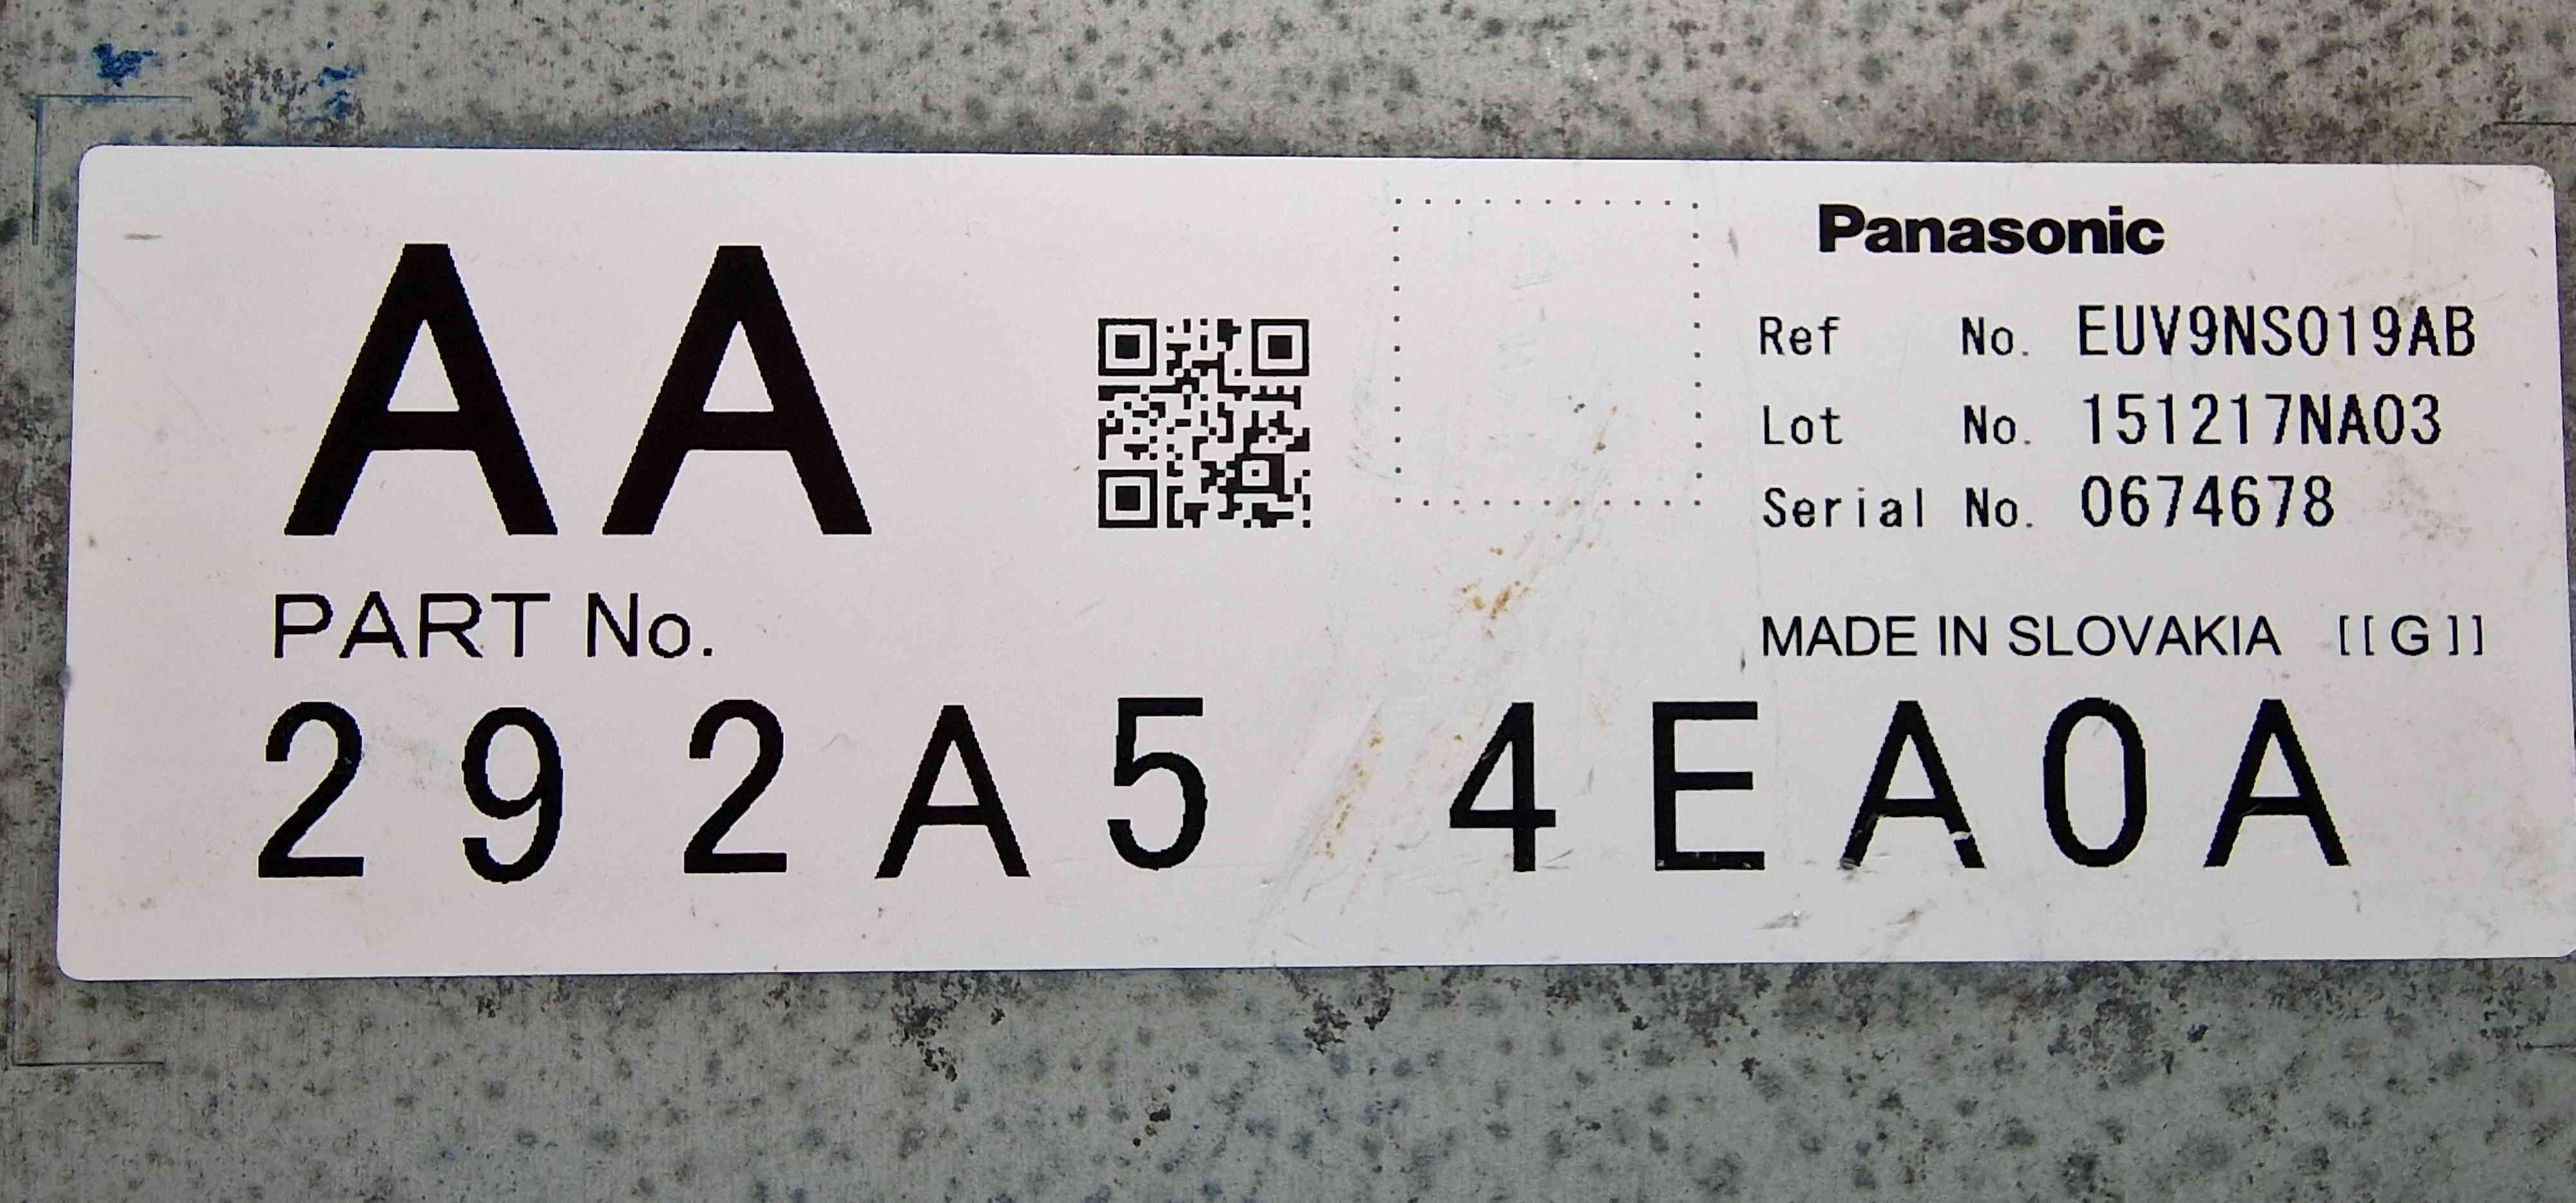 AA
Panasonic
Ref No. EUV9NS019AB
Lot No. 151217NA03
Serial No. 0674678
PART No.
MADE IN SLOVAKIA [[G]]
292A5 4EA0A